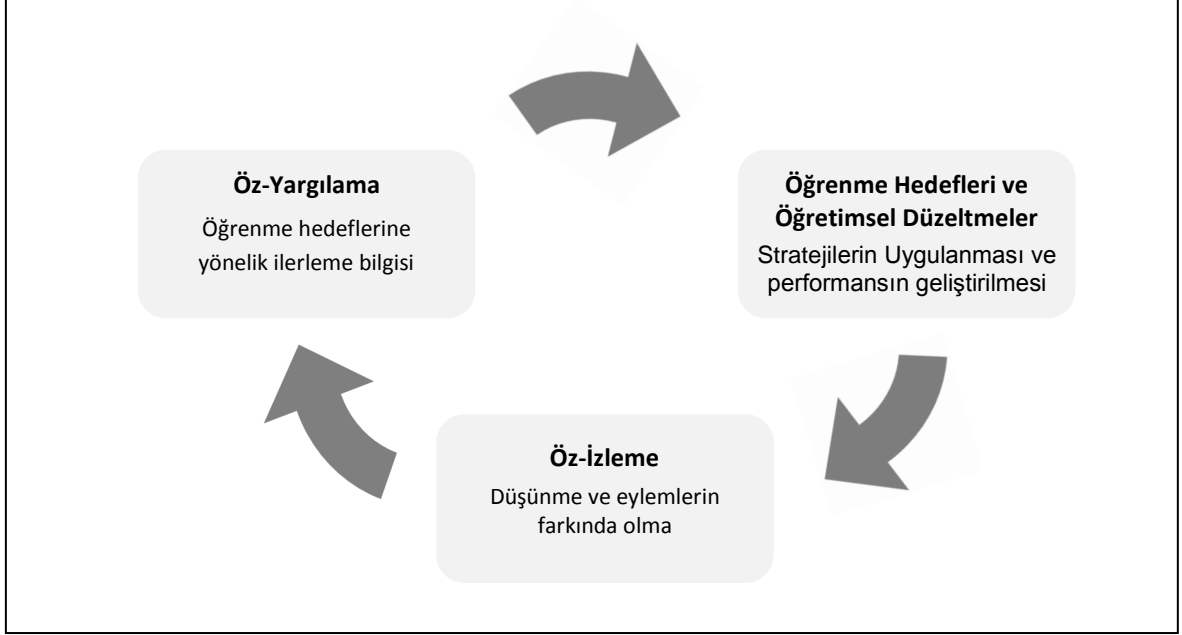 Öz-Yargılama
Öğrenme hedeflerine
yönelik ilerleme bilgisi
Öğrenme Hedefleri ve
Öğretimsel Düzeltmeler
Stratejilerin Uygulanması ve
performansın geliştirilmesi
Öz-İzleme
Düşünme ve eylemlerin
farkında olma